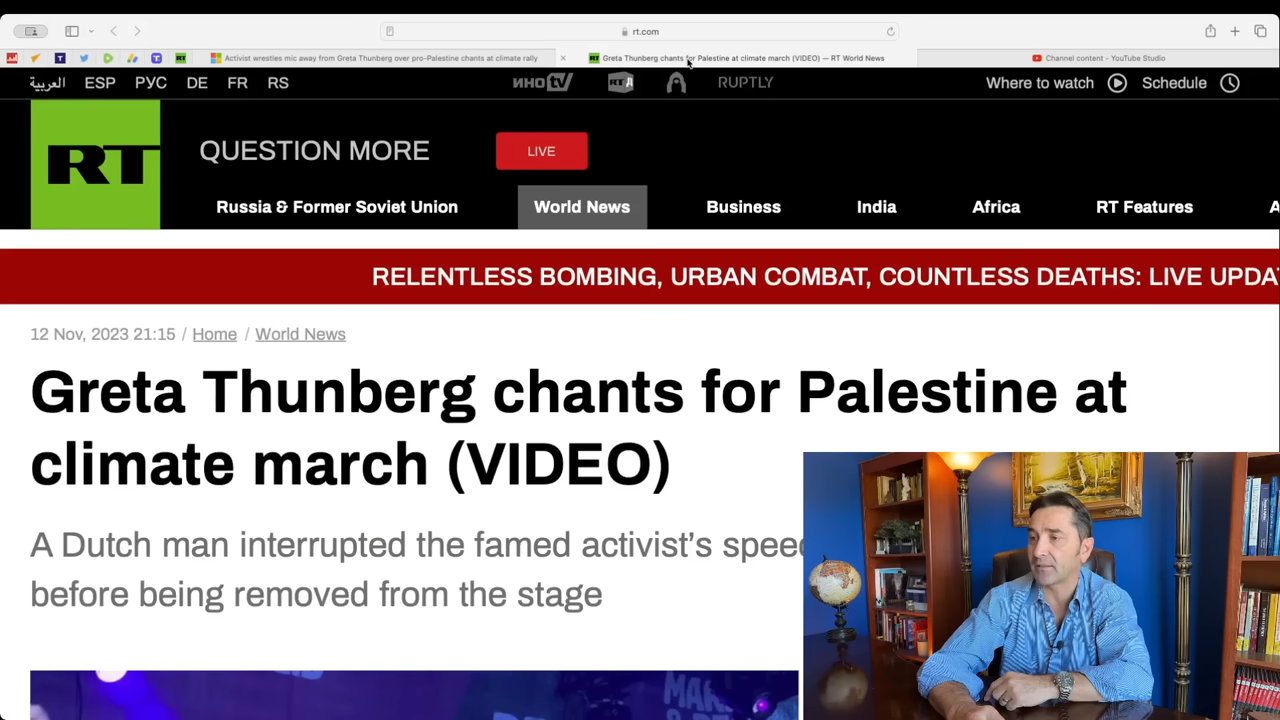 rt.com
Activist wrestles mic away from Greta Thunberg over pro-Palestine chants at climate rally
Greta Thunberg chants for Palestine at climate march (VIDEO) — RT World News
Channel content - YouTube Studio
العربية ESP РУС DE FR RS
ИНОTV RTД RUPTLY
Where to watch Schedule
RT QUESTION MORE LIVE
Russia & Former Soviet Union World News Business India Africa RT Features
RELENTLESS BOMBING, URBAN COMBAT, COUNTLESS DEATHS: LIVE UPDA
12 Nov, 2023 21:15 / Home / World News
Greta Thunberg chants for Palestine at
climate march (VIDEO)
A Dutch man interrupted the famed activist's speec
before being removed from the stage